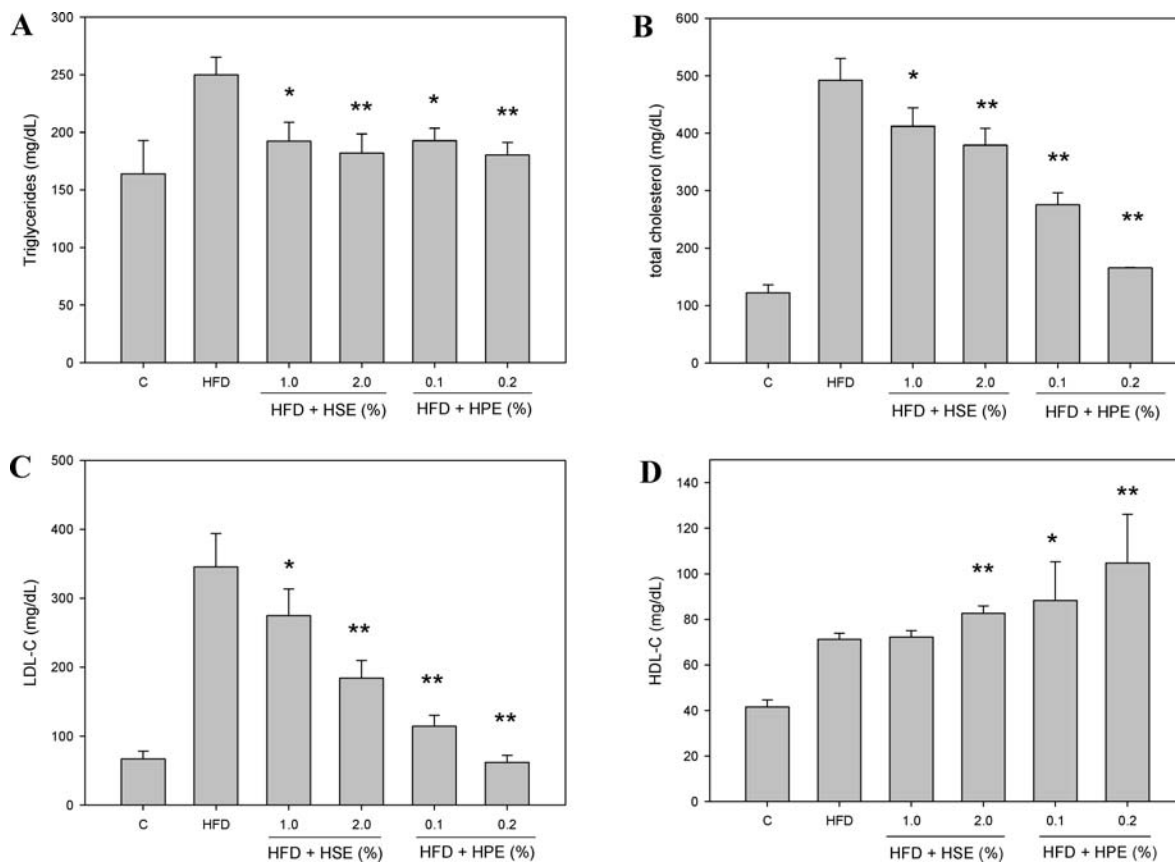 A
Triglycerides (mg/dL)
300
250
200
150
100
50
0
* ** * **
C HFD 1.0 2.0 0.1 0.2
HFD + HSE (%) HFD + HPE (%)
B
total cholesterol (mg/dL)
600
500
400
300
200
100
0
* ** ** **
C HFD 1.0 2.0 0.1 0.2
HFD + HSE (%) HFD + HPE (%)
C
LDL-C (mg/dL)
500
400
300
200
100
0
* ** ** **
C HFD 1.0 2.0 0.1 0.2
HFD + HSE (%) HFD + HPE (%)
D
HDL-C (mg/dL)
140
120
100
80
60
40
20
0
** * **
C HFD 1.0 2.0 0.1 0.2
HFD + HSE (%) HFD + HPE (%)